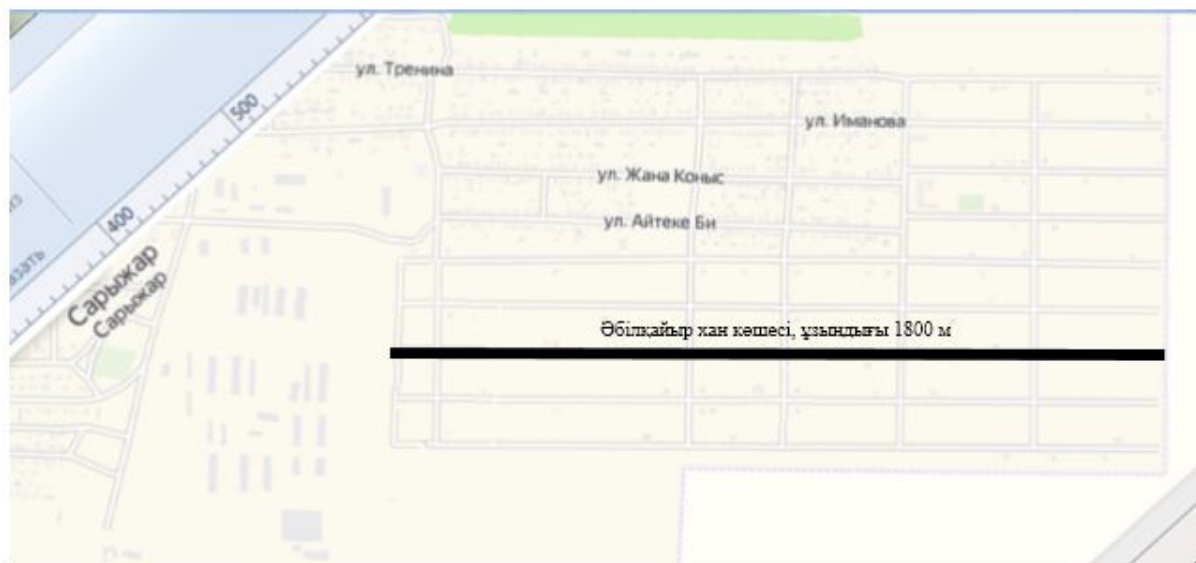 ул. Тренина
500
ул. Иманова
ул. Жана Коныс
400
ул. Айтеке Би
Сарыжар
Сарыжар
Әбілқайыр хан көшесі, ұзындығы 1800 м